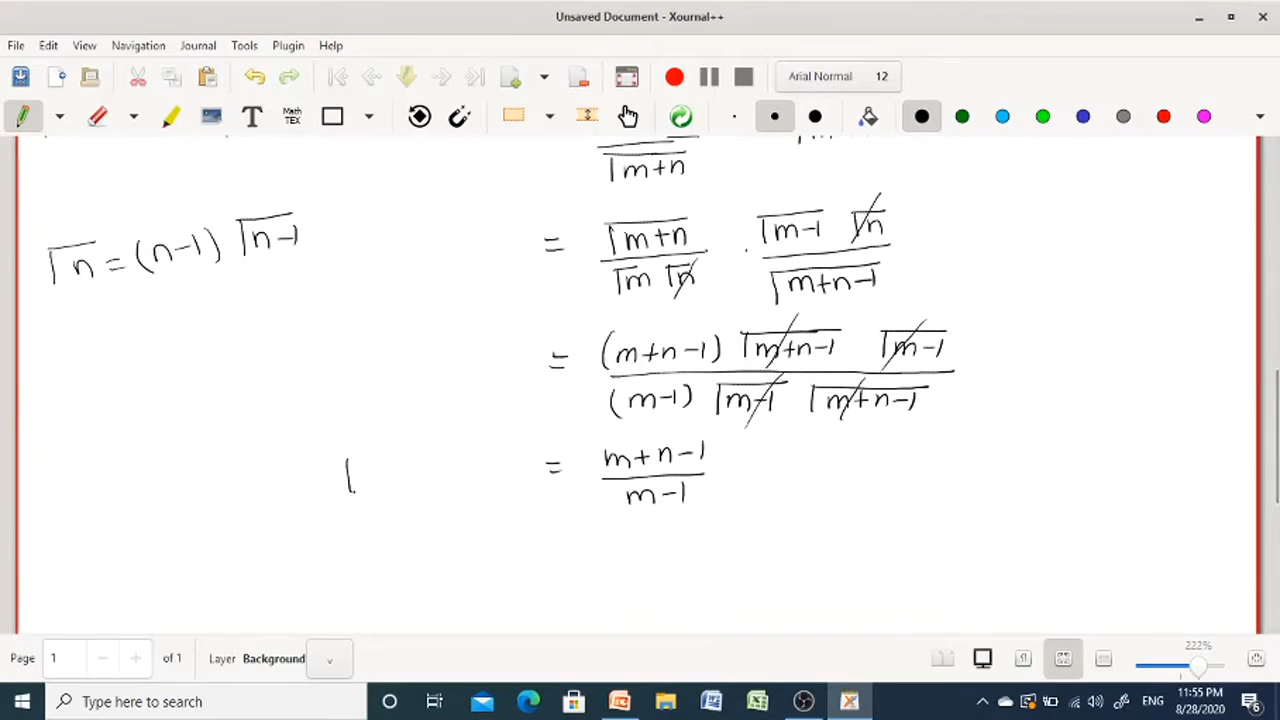 Unsaved Document - Xournal++
File Edit View Navigation Journal Tools Plugin Help
Arial Normal 12
T Math TEX
Γm+n
Γn = (n-1) Γn-1
= Γm+n / Γm Γn . Γm-1 Γn / Γm+n-1
= (m+n-1) Γm+n-1 Γm-1 / (m-1) Γm-1 Γm+n-1
= m+n-1 / m-1
Page 1 of 1 Layer Background 222%
Type here to search ENG 11:55 PM 8/28/2020 6